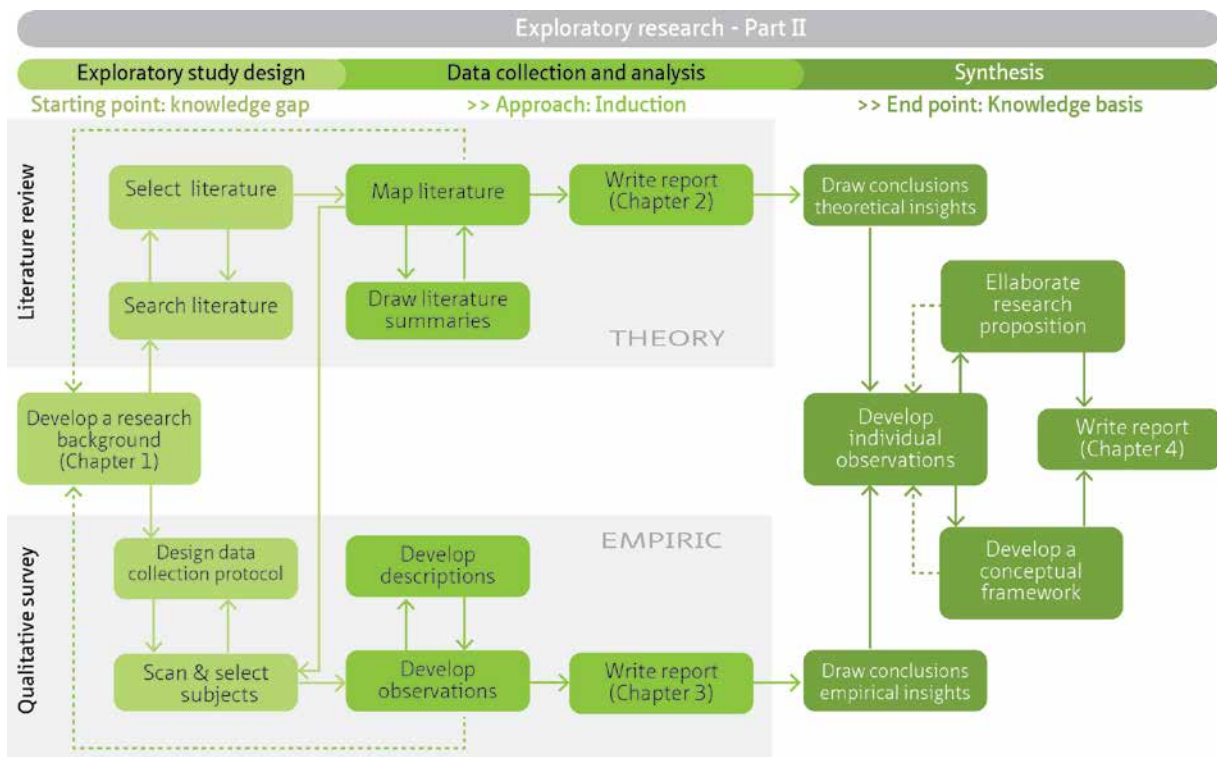 Exploratory research - Part II
Exploratory study design
Data collection and analysis
Synthesis
Starting point: knowledge gap
>> Approach: Induction
>> End point: Knowledge basis
Literature review
Select literature
Map literature
Write report
(Chapter 2)
Draw conclusions
theoretical insights
Search literature
Draw literature
summaries
THEORY
Ellaborate
research
proposition
Develop a research
background
(Chapter 1)
Develop
individual
observations
Write report
(Chapter 4)
Qualitative survey
EMPIRIC
Design data
collection protocol
Develop
descriptions
Develop a
conceptual
framework
Scan & select
subjects
Develop
observations
Write report
(Chapter 3)
Draw conclusions
empirical insights